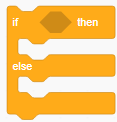 if then
else